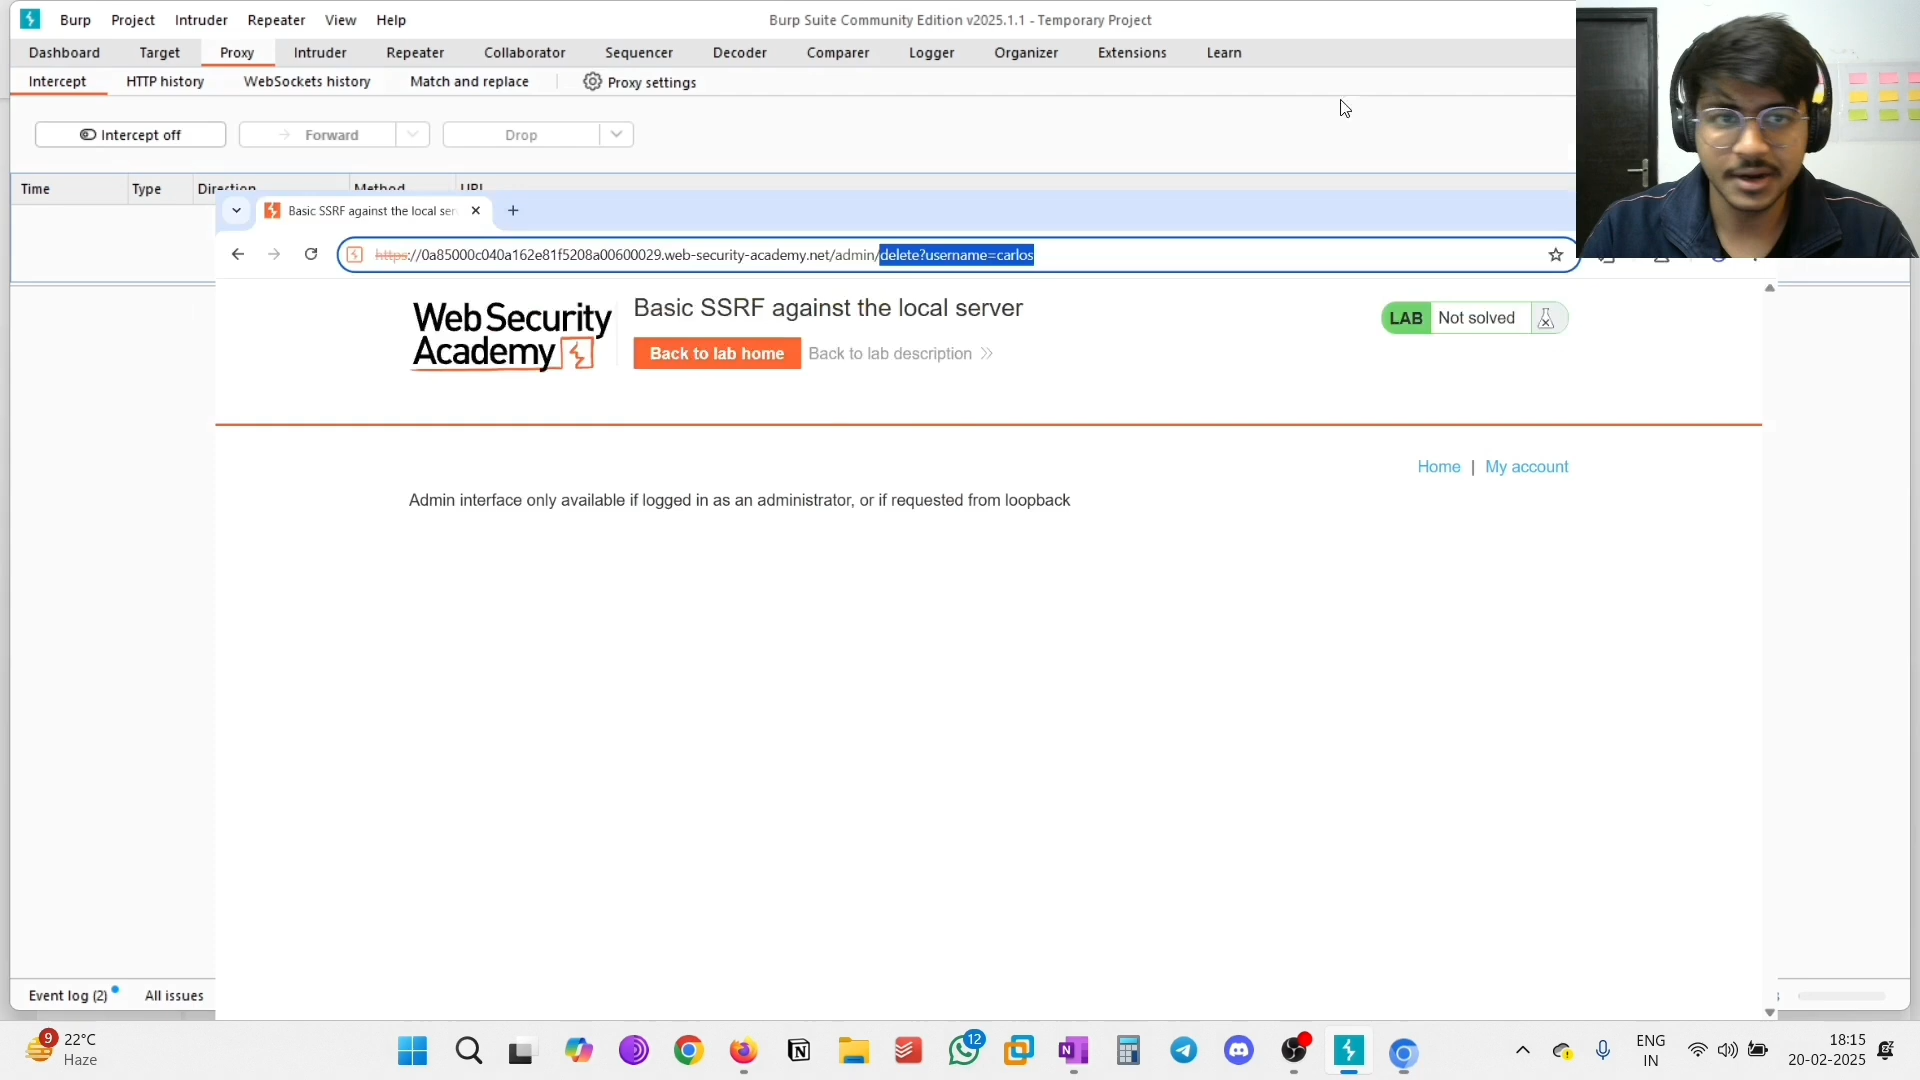 Burp Project Intruder Repeater View Help
Burp Suite Community Edition v2025.1.1 - Temporary Project
Dashboard Target Proxy Intruder Repeater Collaborator Sequencer Decoder Comparer Logger Organizer Extensions Learn
Intercept HTTP history WebSockets history Match and replace Proxy settings
Intercept off Forward Drop
Time Type Direction Method URL
Basic SSRF against the local ser
https://0a85000c040a162e81f5208a00600029.web-security-academy.net/admin/delete?username=carlos
Web Security
Academy
Basic SSRF against the local server
Back to lab home Back to lab description
LAB Not solved
Home | My account
Admin interface only available if logged in as an administrator, or if requested from loopback
Event log (2) All issues
9
22°C
Haze
12
ENG
IN
18:15
20-02-2025